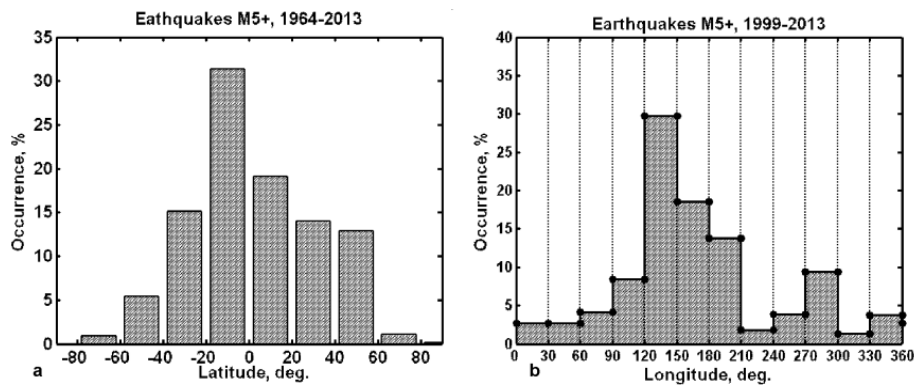 Eathquakes M5+, 1964-2013
35
30
25
20
15
10
5
0
Occurrence, %
-80 -60 -40 -20 0 20 40 60 80
a
Latitude, deg.
Earthquakes M5+, 1999-2013
40
35
30
25
20
15
10
5
0
Occurrence, %
0 30 60 90 120 150 180 210 240 270 300 330 360
b
Longitude, deg.